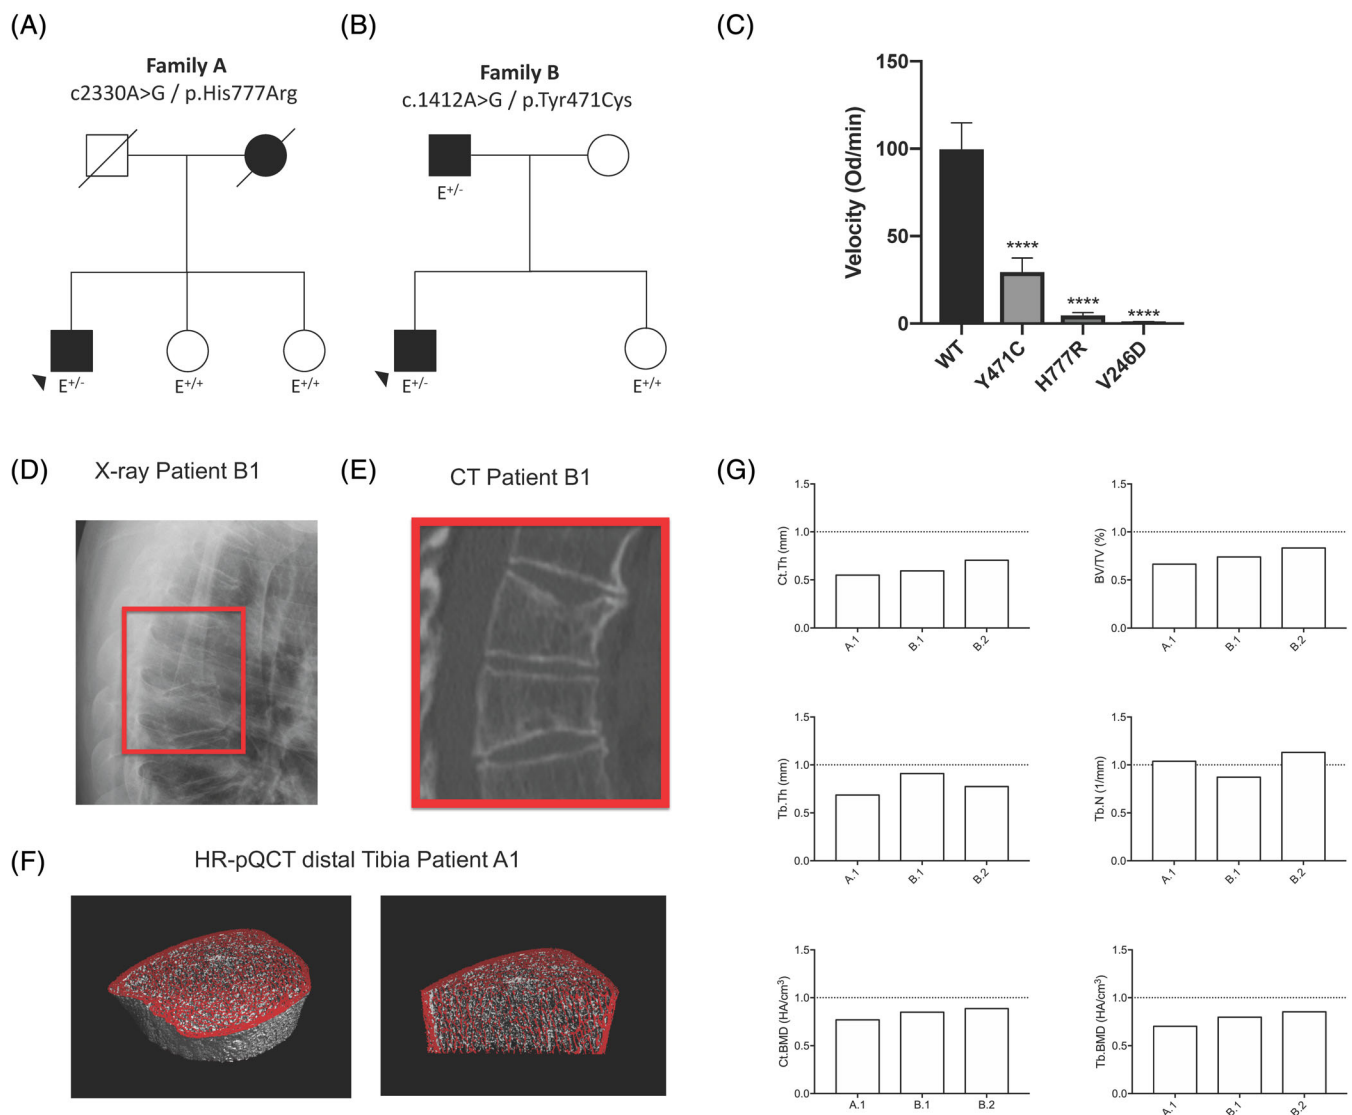 (A)
Family A
c2330A>G / p.His777Arg
E+/-
E+/+
E+/+
(B)
Family B
c.1412A>G / p.Tyr471Cys
E+/-
E+/-
E+/+
(C)
Velocity (Od/min)
150
100
50
0
****
****
****
WT
Y471C
H777R
V246D
(D)
X-ray Patient B1
(E)
CT Patient B1
(F)
HR-pQCT distal Tibia Patient A1
(G)
Ct.Th (mm)
1.5
1.0
0.5
0.0
A.1
B.1
B.2
BV/TV (%)
1.5
1.0
0.5
0.0
A.1
B.1
B.2
Tb.Th (mm)
1.5
1.0
0.5
0.0
A.1
B.1
B.2
Tb.N (1/mm)
1.5
1.0
0.5
0.0
A.1
B.1
B.2
Ct.BMD (HA/cm³)
1.5
1.0
0.5
0.0
A.1
B.1
B.2
Tb.BMD (HA/cm³)
1.5
1.0
0.5
0.0
A.1
B.1
B.2